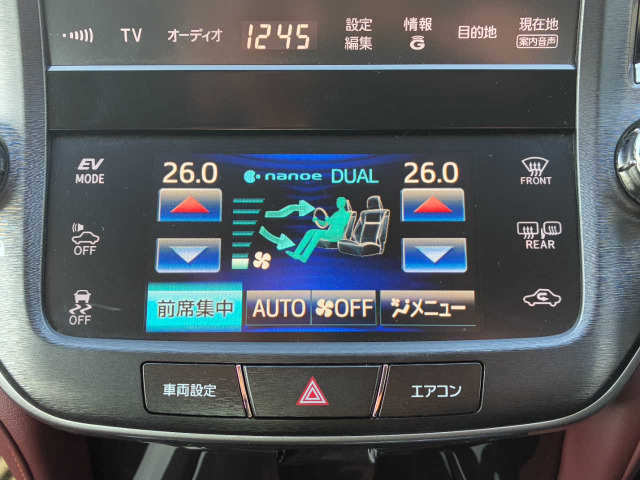 TV オーディオ 1245 設定編集 情報 G 目的地 現在地 案内音声
EV MODE
26.0 nanoe DUAL 26.0
FRONT
OFF
REAR
OFF
前席集中 AUTO OFF メニュー
車両設定 エアコン